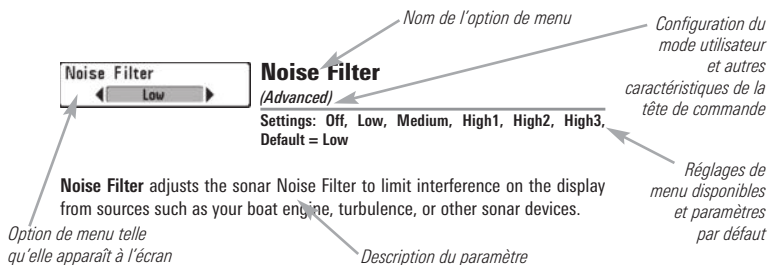 Nom de l'option de menu
Configuration du
mode utilisateur
et autres
caractéristiques de la
tête de commande
Noise Filter
Low
Noise Filter
(Advanced)
Settings: Off, Low, Medium, High1, High2, High3,
Default = Low
Réglages de
menu disponibles
et paramètres
par défaut
Noise Filter adjusts the sonar Noise Filter to limit interference on the display
from sources such as your boat engine, turbulence, or other sonar devices.
Option de menu telle
qu'elle apparaît à l'écran
Description du paramètre